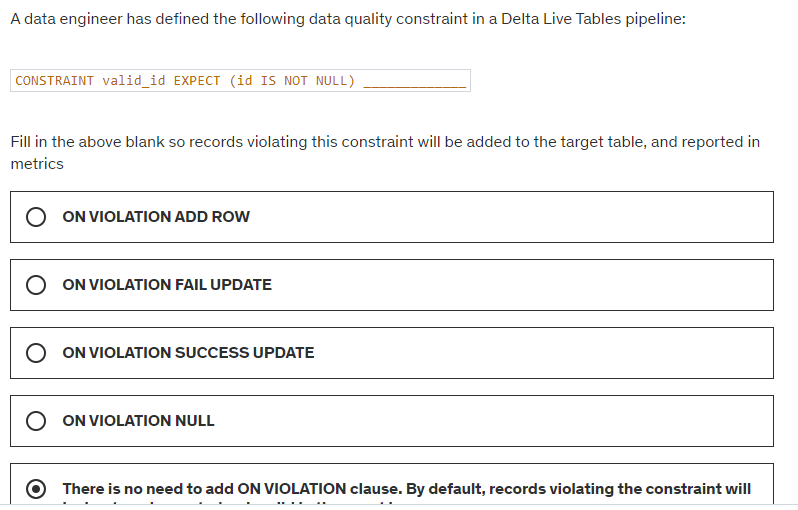 A data engineer has defined the following data quality constraint in a Delta Live Tables pipeline:
CONSTRAINT valid_id EXPECT (id IS NOT NULL) _____________
Fill in the above blank so records violating this constraint will be added to the target table, and reported in
metrics
ON VIOLATION ADD ROW
ON VIOLATION FAIL UPDATE
ON VIOLATION SUCCESS UPDATE
ON VIOLATION NULL
There is no need to add ON VIOLATION clause. By default, records violating the constraint will